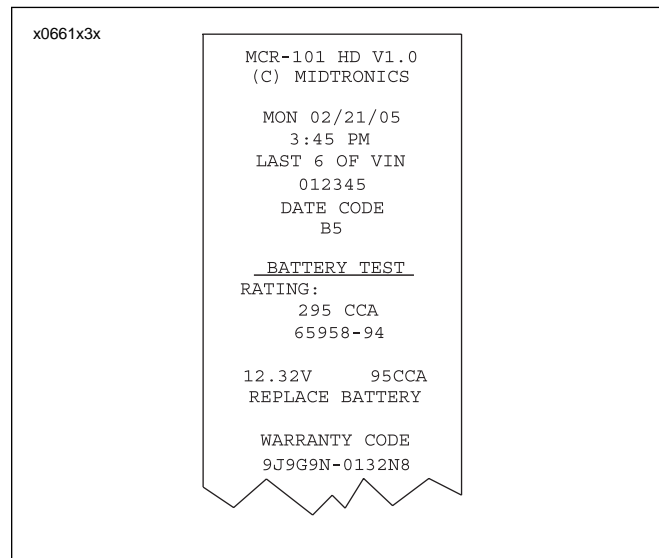 x0661x3x
MCR-101 HD V1.0
(C) MIDTRONICS
MON 02/21/05
3:45 PM
LAST 6 OF VIN
012345
DATE CODE
B5
BATTERY TEST
RATING:
295 CCA
65958-94
12.32V 95CCA
REPLACE BATTERY
WARRANTY CODE
9J9G9N-0132N8